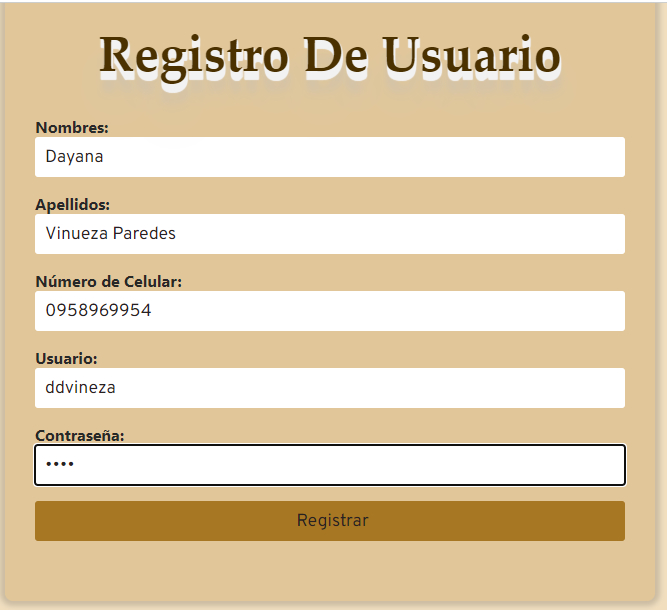 Registro De Usuario
Nombres:
Dayana
Apellidos:
Vinueza Paredes
Número de Celular:
0958969954
Usuario:
ddvineza
Contraseña:
••••
Registrar